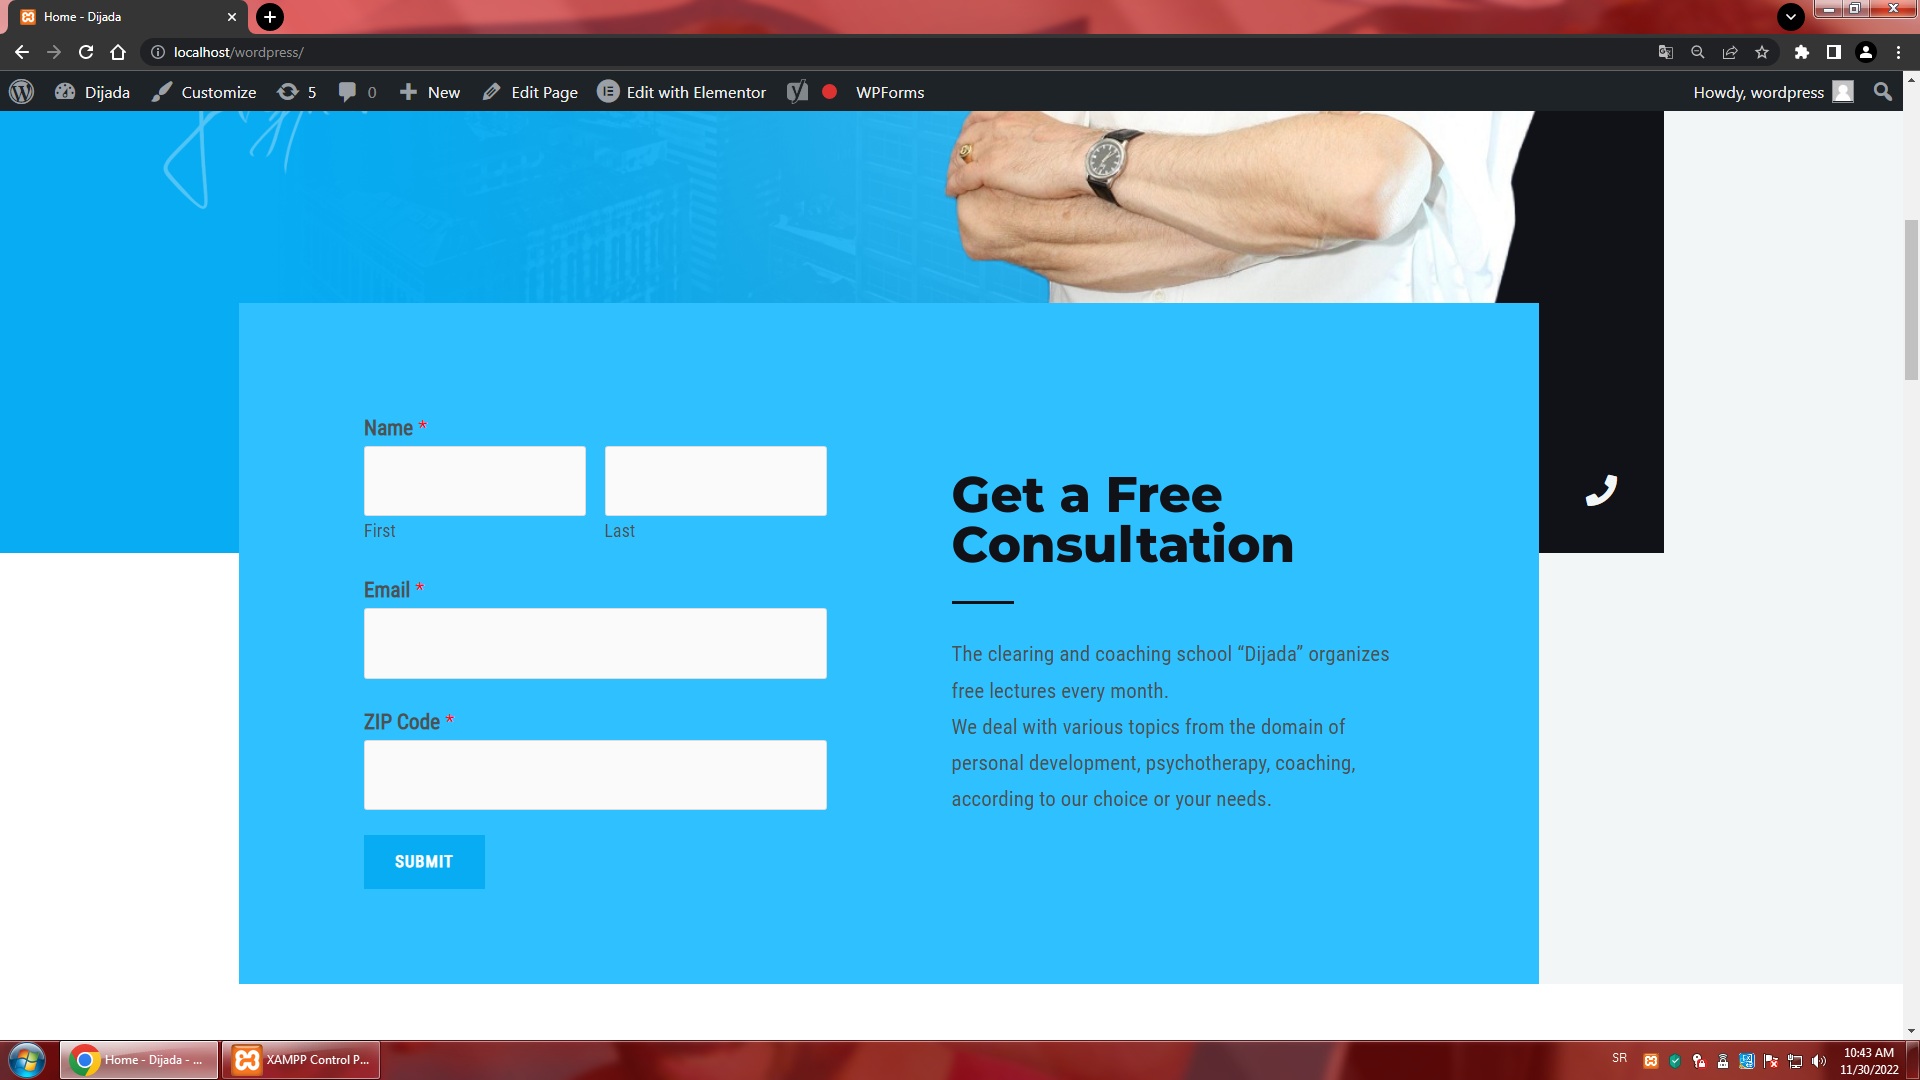 Home - Dijada
localhost/wordpress/
Dijada Customize 5 0 New Edit Page Edit with Elementor WPForms Howdy, wordpress
Name *
First Last
Email *
ZIP Code *
SUBMIT
Get a Free
Consultation
The clearing and coaching school “Dijada” organizes
free lectures every month.
We deal with various topics from the domain of
personal development, psychotherapy, coaching,
according to our choice or your needs.
Home - Dijada - ... XAMPP Control P... SR 10:43 AM
11/30/2022